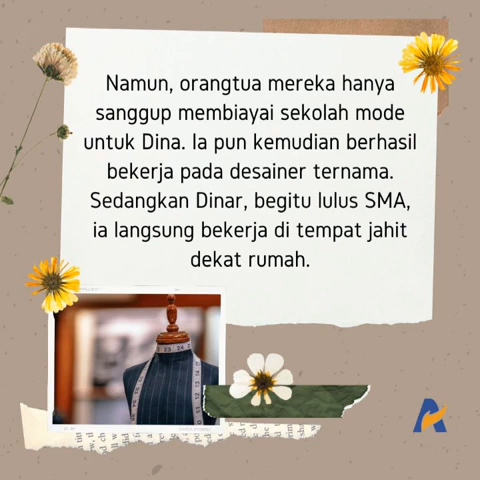 Namun, orangtua mereka hanya
sanggup membiayai sekolah mode
untuk Dina. Ia pun kemudian berhasil
bekerja pada desainer ternama.
Sedangkan Dinar, begitu lulus SMA,
ia langsung bekerja di tempat jahit
dekat rumah.